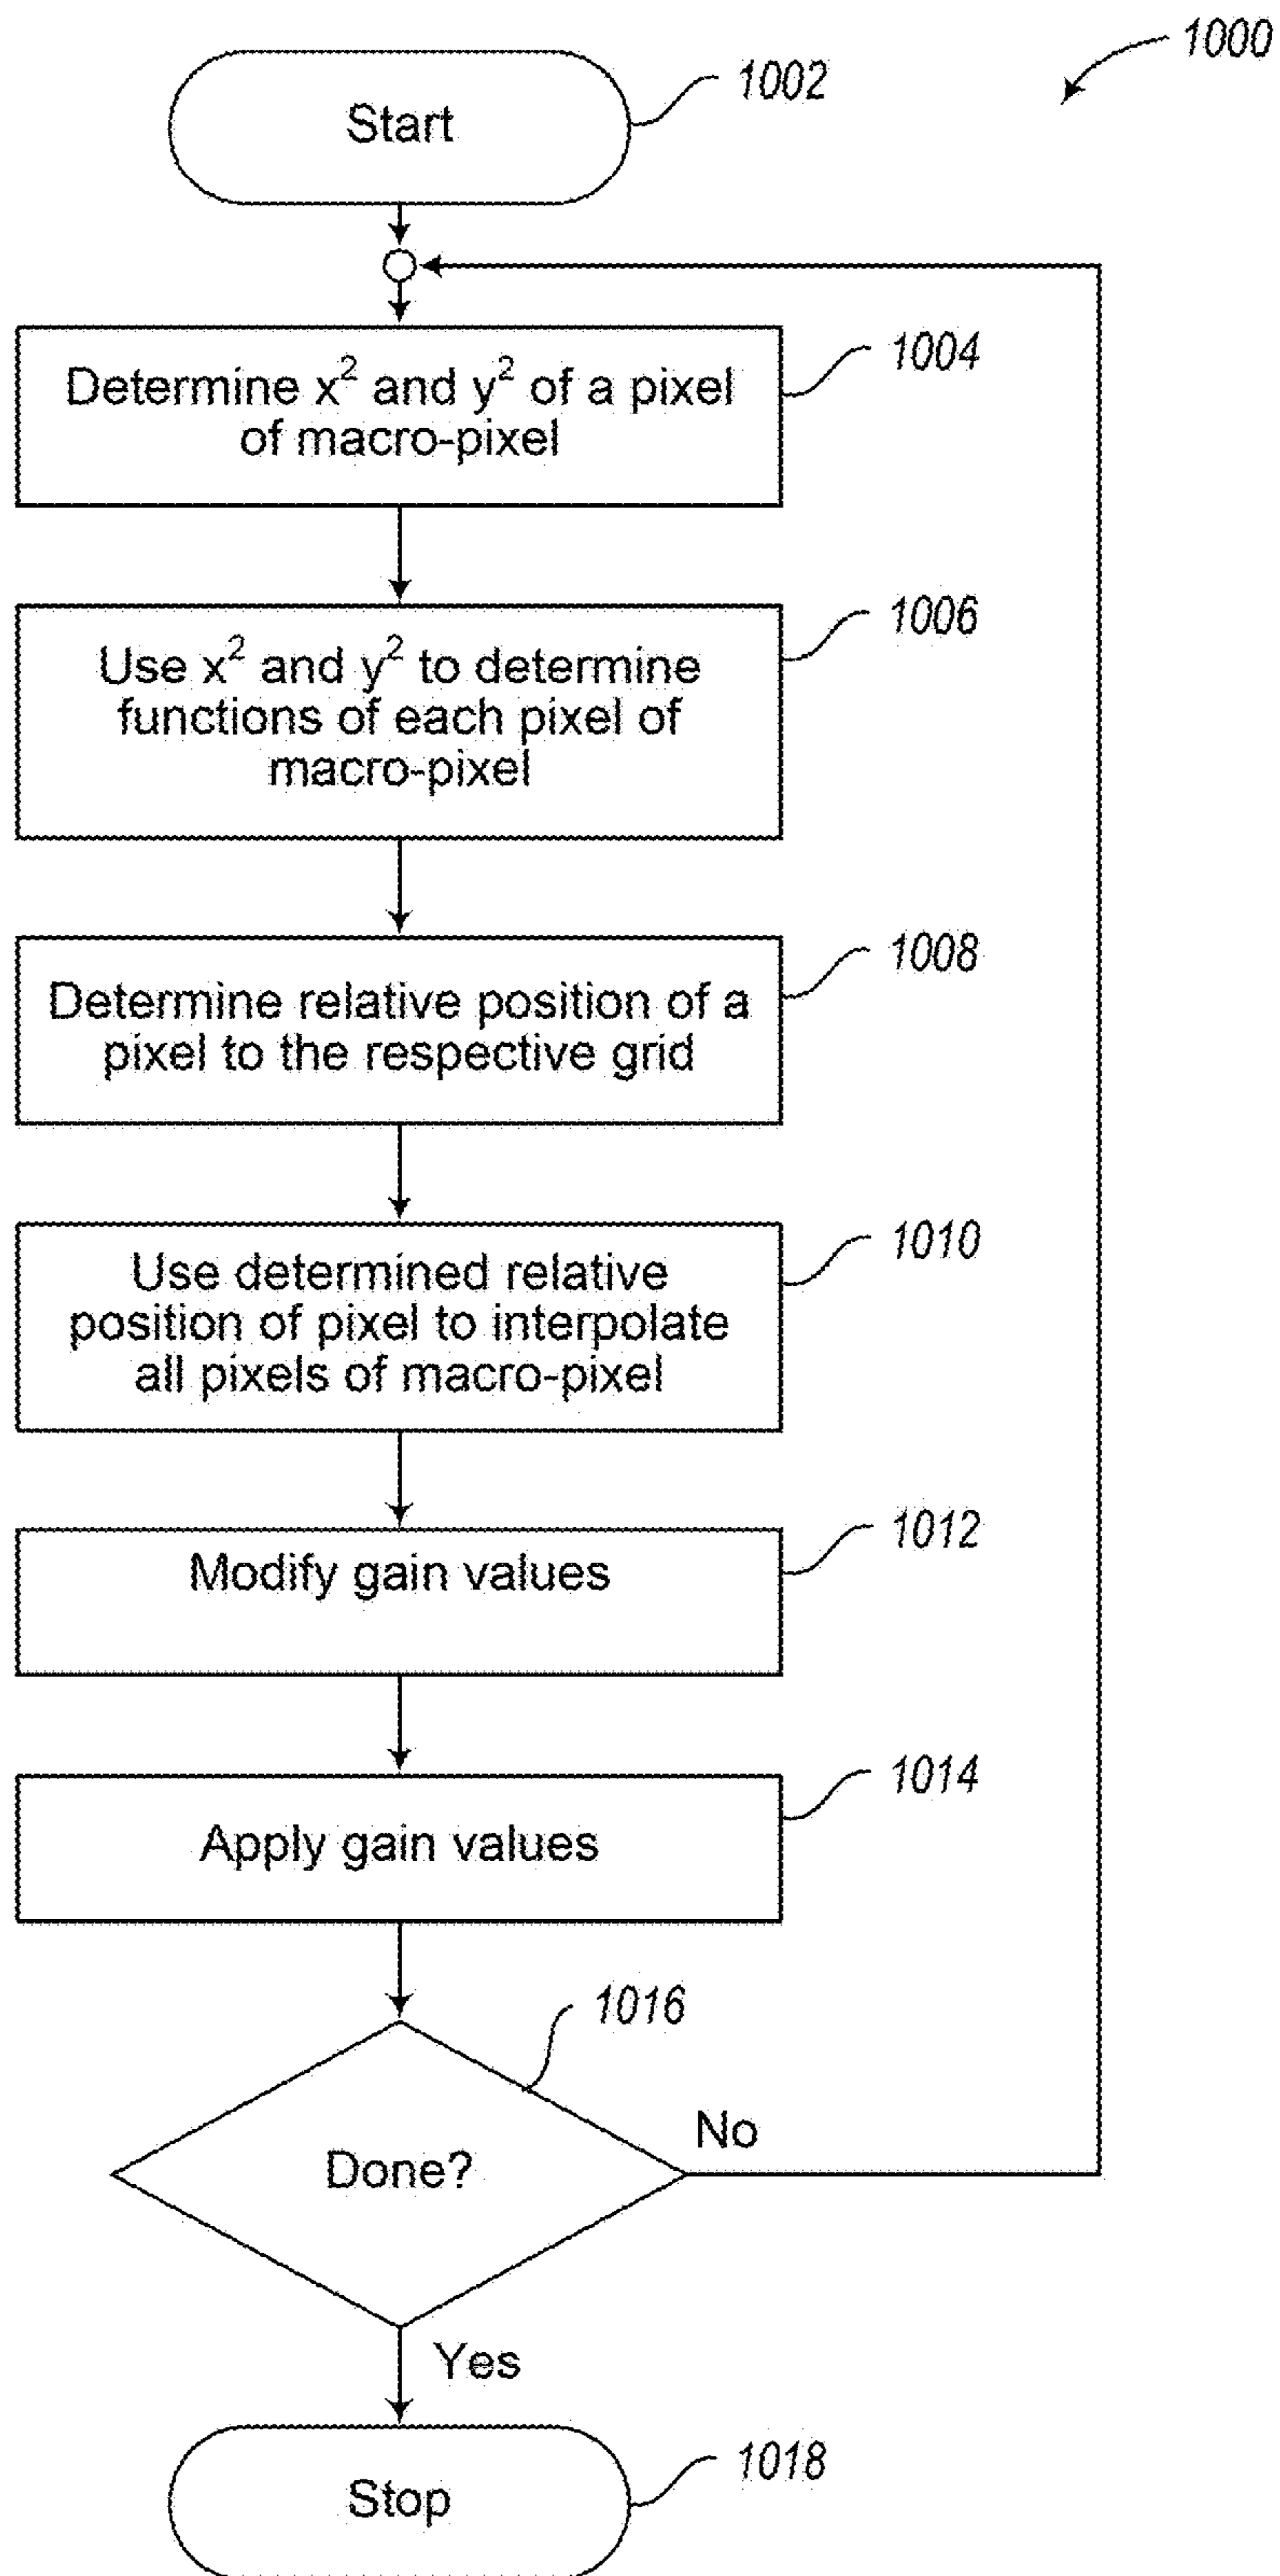 1000
Start
1002
Determine x² and y² of a pixel
of macro-pixel
1004
Use x² and y² to determine
functions of each pixel of
macro-pixel
1006
Determine relative position of a
pixel to the respective grid
1008
Use determined relative
position of pixel to interpolate
all pixels of macro-pixel
1010
Modify gain values
1012
Apply gain values
1014
Done?
1016
No
Yes
Stop
1018